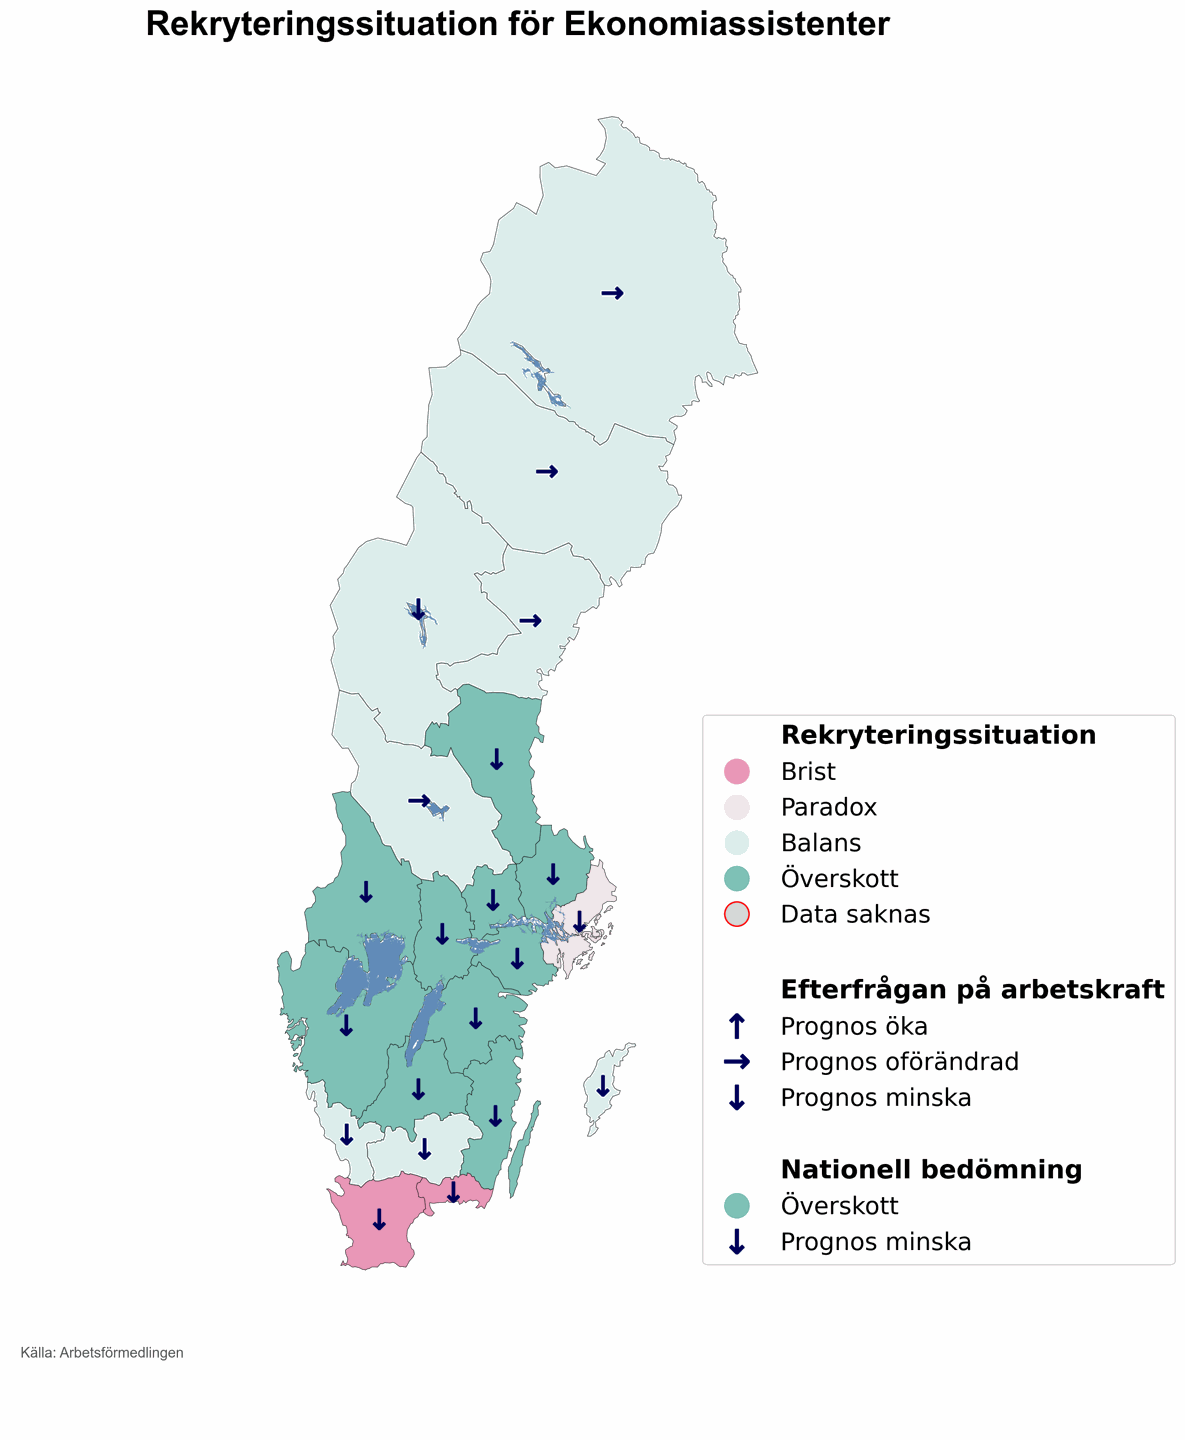 Rekryteringssituation för Ekonomiassistenter
Rekryteringssituation
Brist
Paradox
Balans
Överskott
Data saknas
Efterfrågan på arbetskraft
Prognos öka
Prognos oförändrad
Prognos minska
Nationell bedömning
Överskott
Prognos minska
Källa: Arbetsförmedlingen